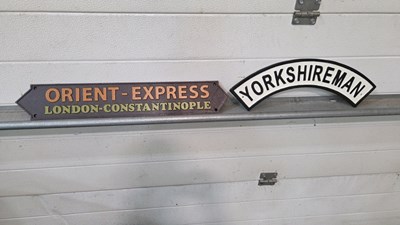 ORIENT-EXPRESS
LONDON-CONSTANTINOPLE
YORKSHIREMAN